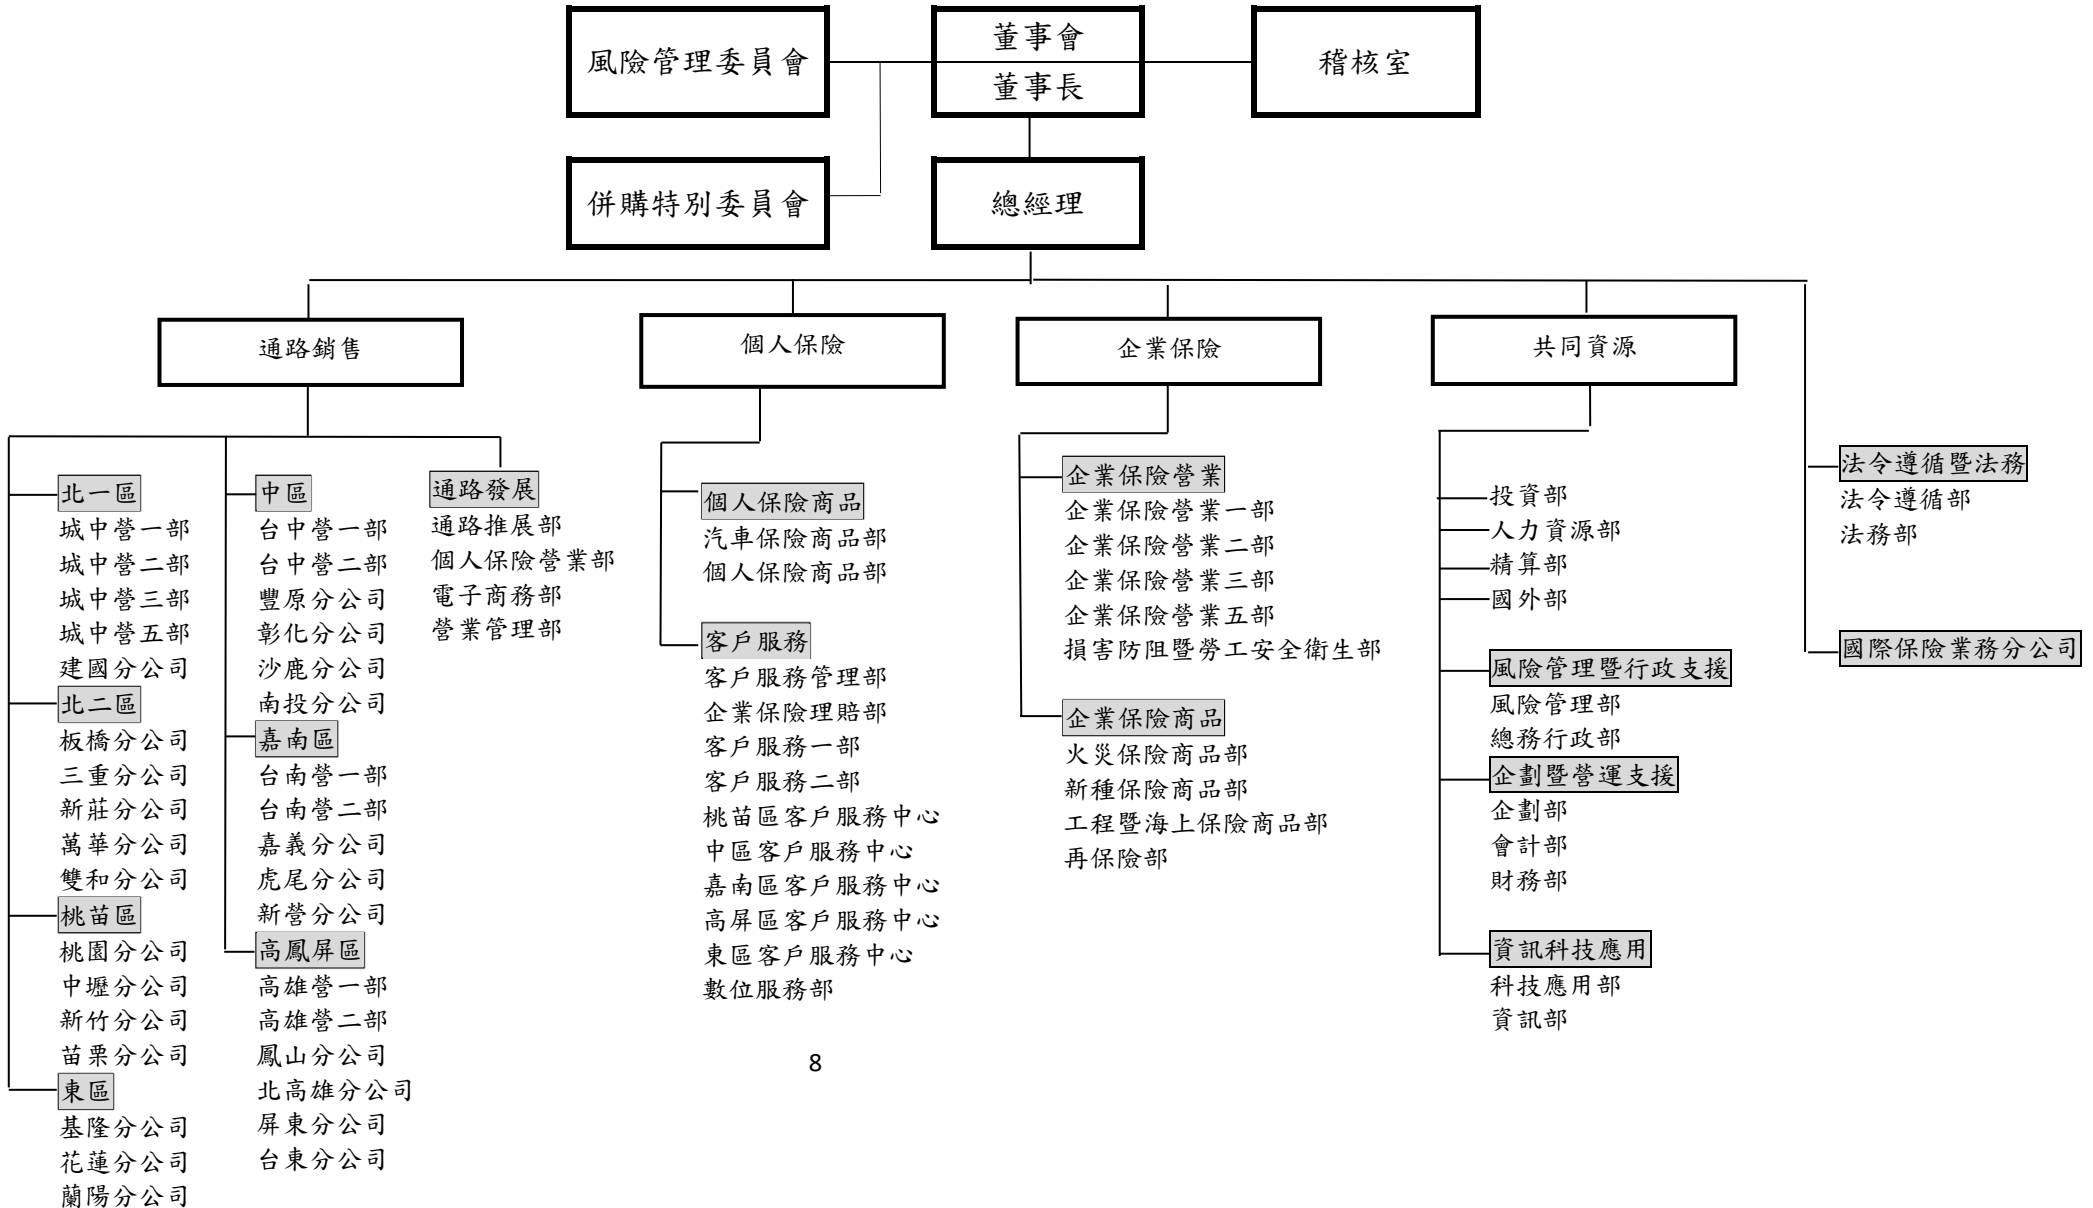 風險管理委員會
董事會
董事長
稽核室
併購特別委員會
總經理
通路銷售
北一區
城中營一部
城中營二部
城中營三部
城中營五部
建國分公司
北二區
板橋分公司
三重分公司
新莊分公司
萬華分公司
雙和分公司
桃苗區
桃園分公司
中壢分公司
新竹分公司
苗栗分公司
東區
基隆分公司
花蓮分公司
蘭陽分公司
中區
台中營一部
台中營二部
豐原分公司
彰化分公司
沙鹿分公司
南投分公司
嘉南區
台南營一部
台南營二部
嘉義分公司
虎尾分公司
新營分公司
高鳳屏區
高雄營一部
高雄營二部
鳳山分公司
北高雄分公司
屏東分公司
台東分公司
通路發展
通路推展部
個人保險營業部
電子商務部
營業管理部
個人保險
個人保險商品
汽車保險商品部
個人保險商品部
客戶服務
客戶服務管理部
企業保險理賠部
客戶服務一部
客戶服務二部
桃苗區客戶服務中心
中區客戶服務中心
嘉南區客戶服務中心
高屏區客戶服務中心
東區客戶服務中心
數位服務部
企業保險
企業保險營業
企業保險營業一部
企業保險營業二部
企業保險營業三部
企業保險營業五部
損害防阻暨勞工安全衛生部
企業保險商品
火災保險商品部
新種保險商品部
工程暨海上保險商品部
再保險部
共同資源
投資部
人力資源部
精算部
國外部
風險管理暨行政支援
風險管理部
總務行政部
企劃暨營運支援
企劃部
會計部
財務部
資訊科技應用
科技應用部
資訊部
法令遵循暨法務
法令遵循部
法務部
國際保險業務分公司
8